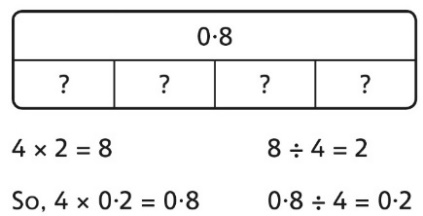 0·8
? ? ? ?
4 × 2 = 8 8 ÷ 4 = 2
So, 4 × 0·2 = 0·8 0·8 ÷ 4 = 0·2